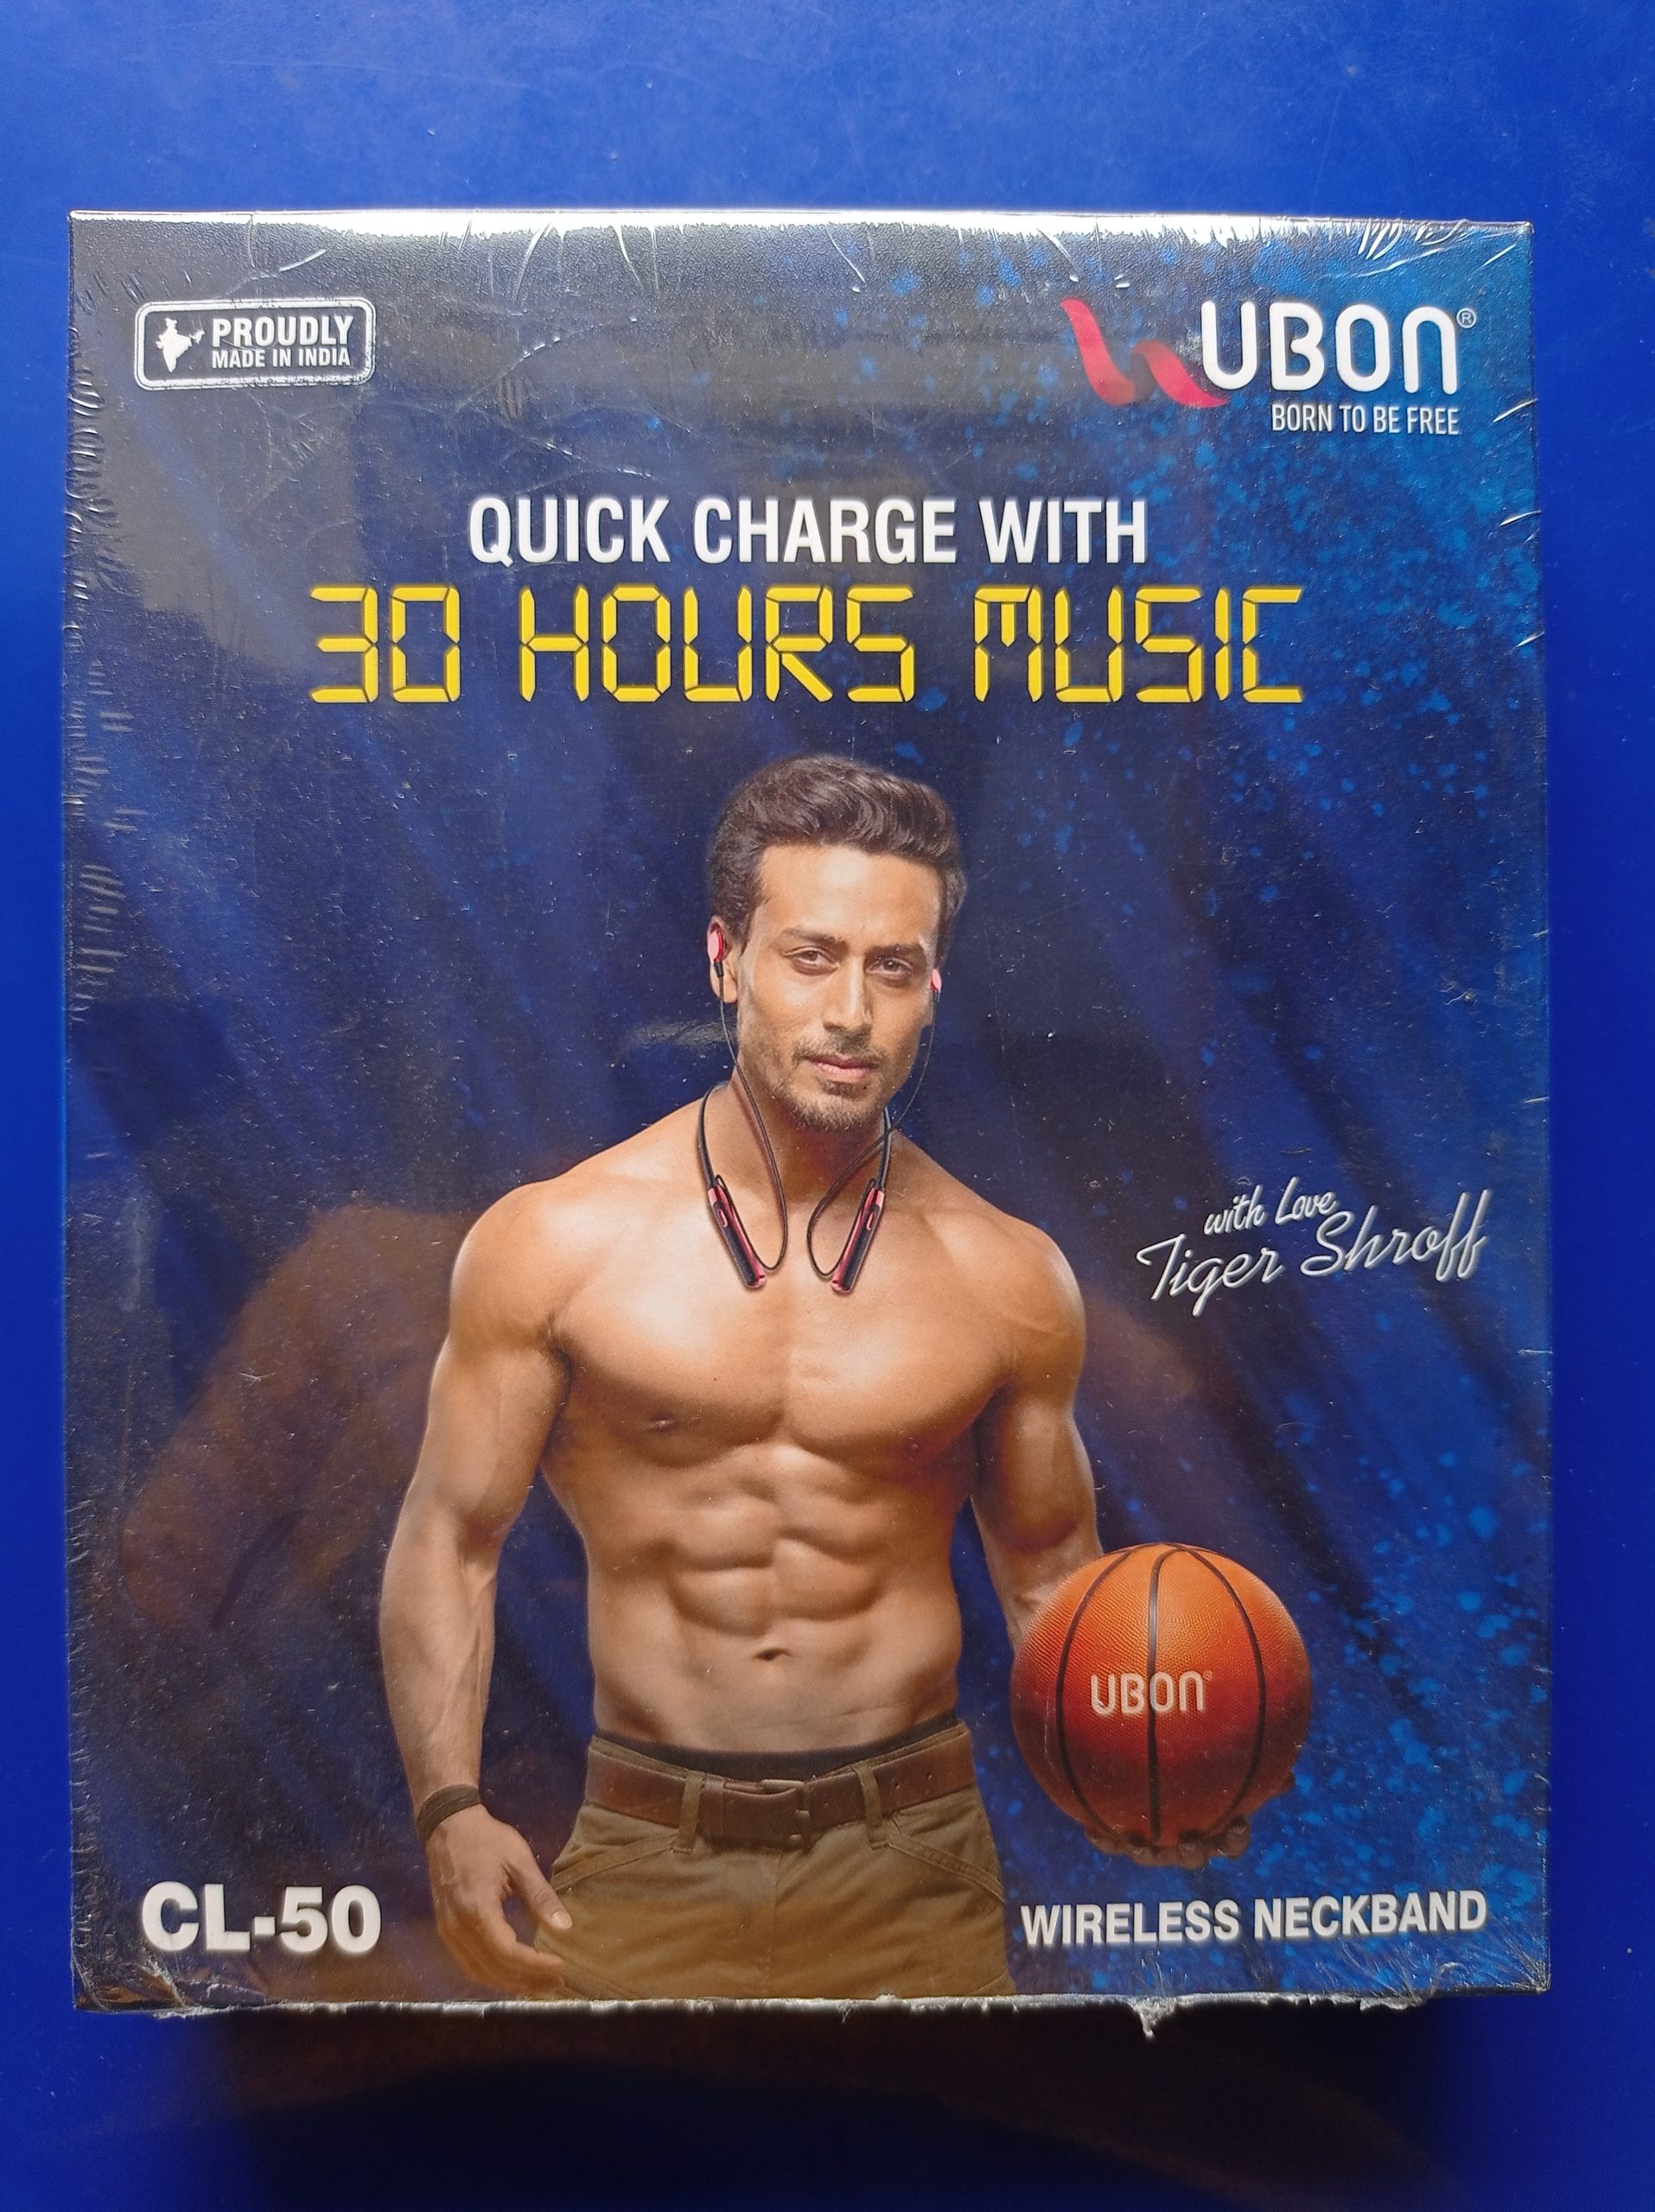 PROUDLY
MADE IN INDIA
UBON®
BORN TO BE FREE
QUICK CHARGE WITH
30 HOURS MUSIC
with Love
Tiger Shroff
UBON®
CL-50
WIRELESS NECKBAND